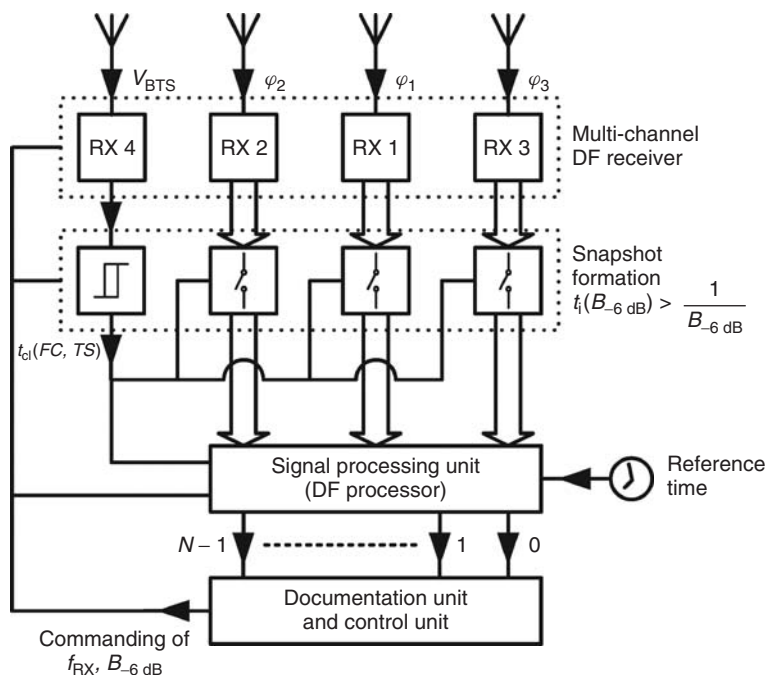 V_BTS φ₂ φ₁ φ₃
RX 4 RX 2 RX 1 RX 3
Multi-channel
DF receiver
Snapshot
formation
t_i(B_–6 dB) > 1/B_–6 dB
t_cl(FC, TS)
Signal processing unit
(DF processor)
Reference
time
N – 1 1 0
Documentation unit
and control unit
Commanding of
f_RX, B_–6 dB